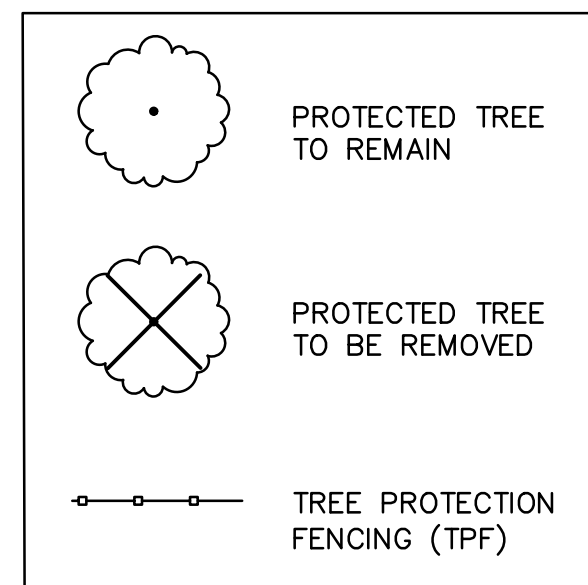 PROTECTED TREE
TO REMAIN
PROTECTED TREE
TO BE REMOVED
TREE PROTECTION
FENCING (TPF)